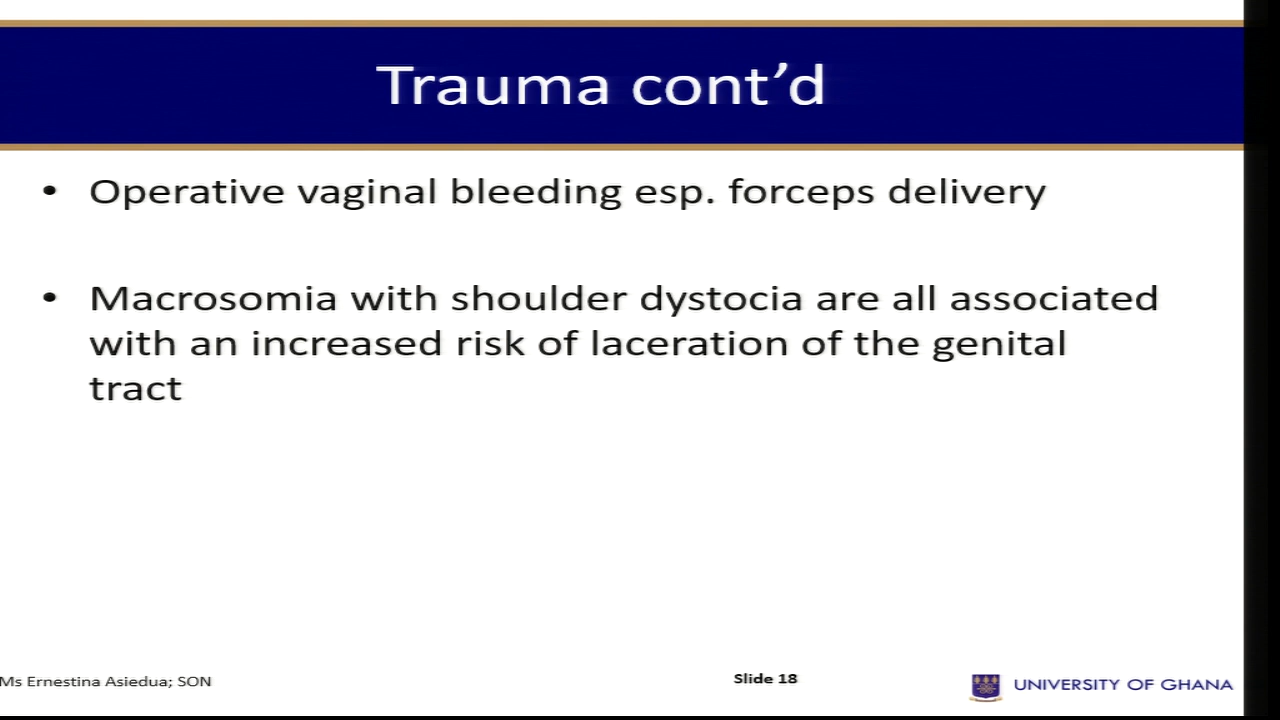 Trauma cont’d
• Operative vaginal bleeding esp. forceps delivery
• Macrosomia with shoulder dystocia are all associated
with an increased risk of laceration of the genital
tract
Ms Ernestina Asiedua; SON
Slide 18
UNIVERSITY OF GHANA